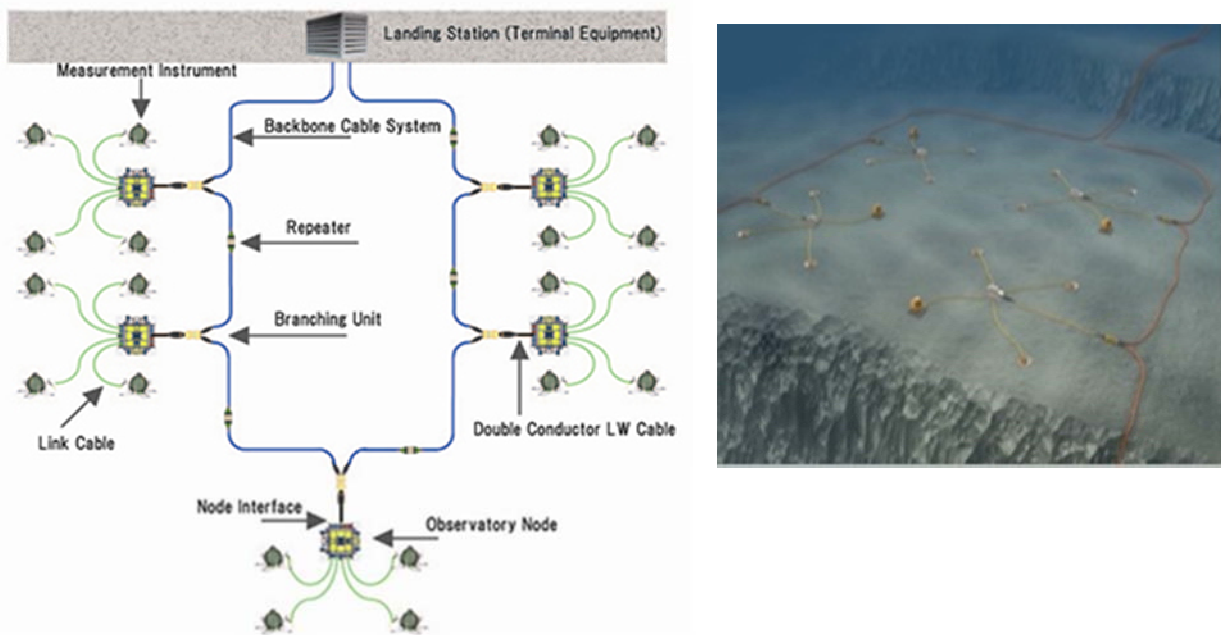 Landing Station (Terminal Equipment)
Measurement Instrument
Backbone Cable System
Repeater
Branching Unit
Link Cable
Double Conductor LW Cable
Node Interface
Observatory Node